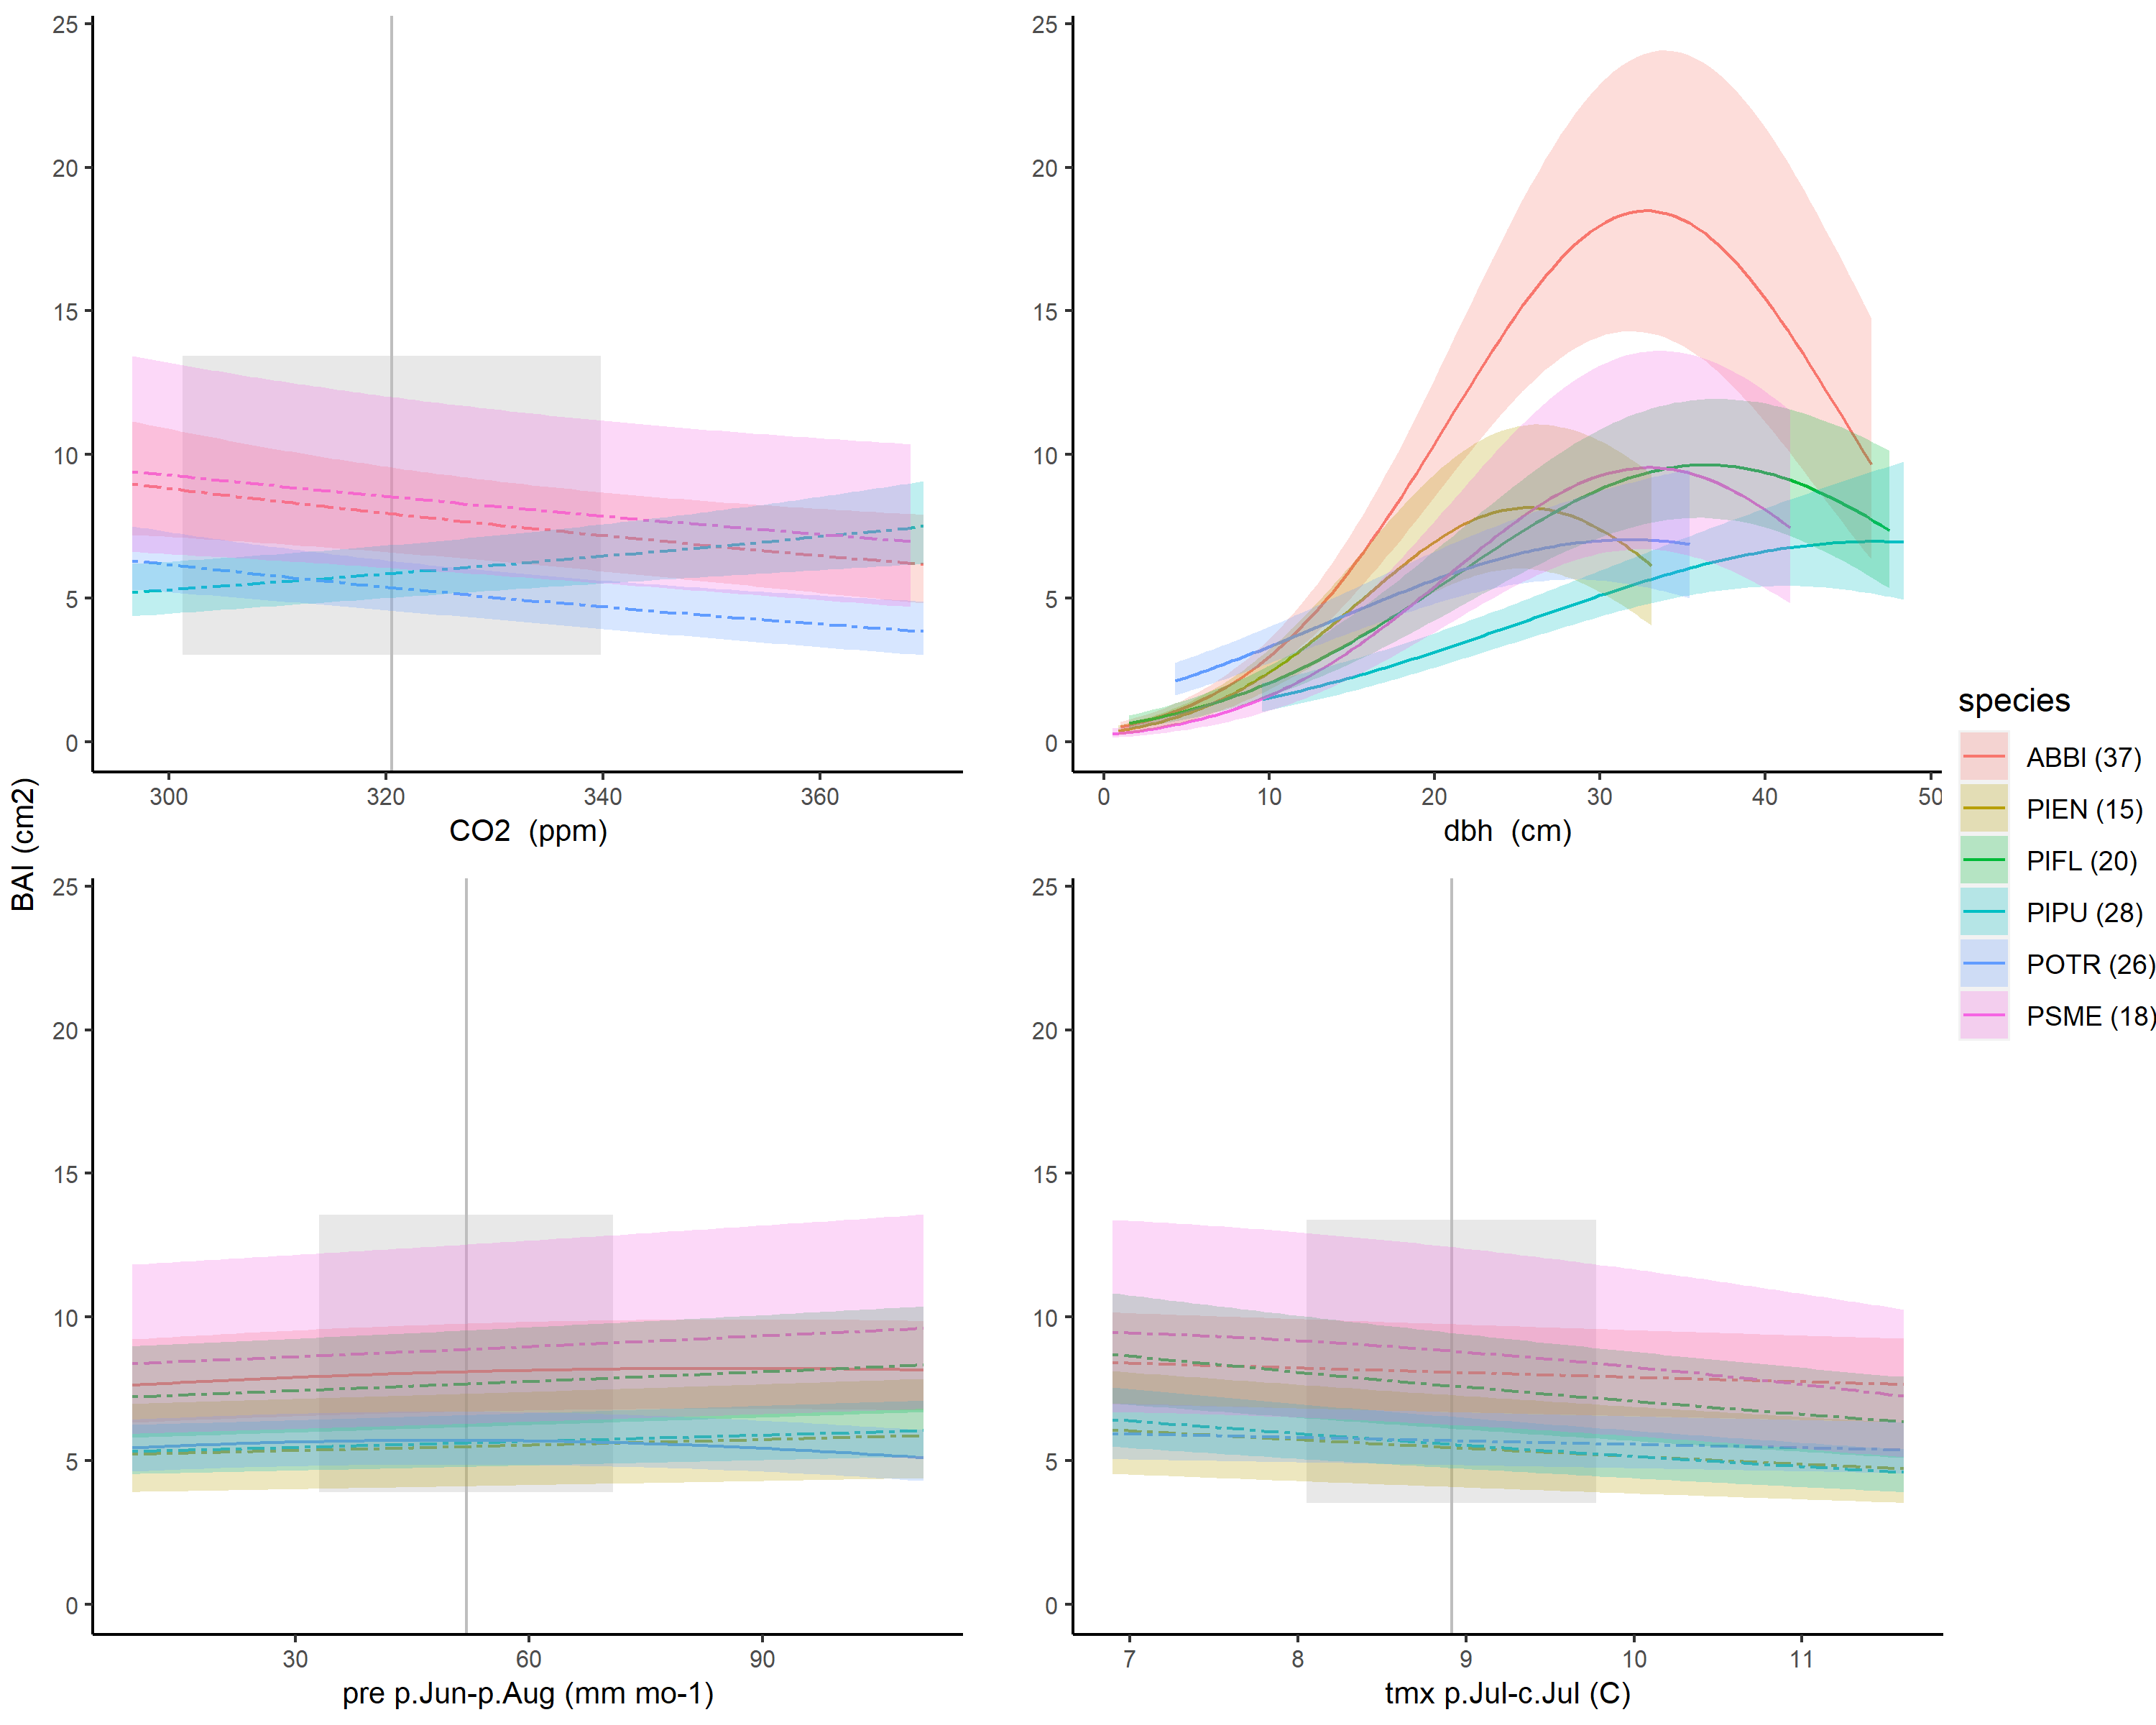 25
20
15
10
5
0
300 320 340 360
CO2 (ppm)
25
20
15
10
5
0
0 10 20 30 40 50
dbh (cm)
BAI (cm2)
25
20
15
10
5
0
30 60 90
pre p.Jun-p.Aug (mm mo-1)
25
20
15
10
5
0
7 8 9 10 11
tmx p.Jul-c.Jul (C)
species
ABBI (37)
PIEN (15)
PIFL (20)
PIPU (28)
POTR (26)
PSME (18)